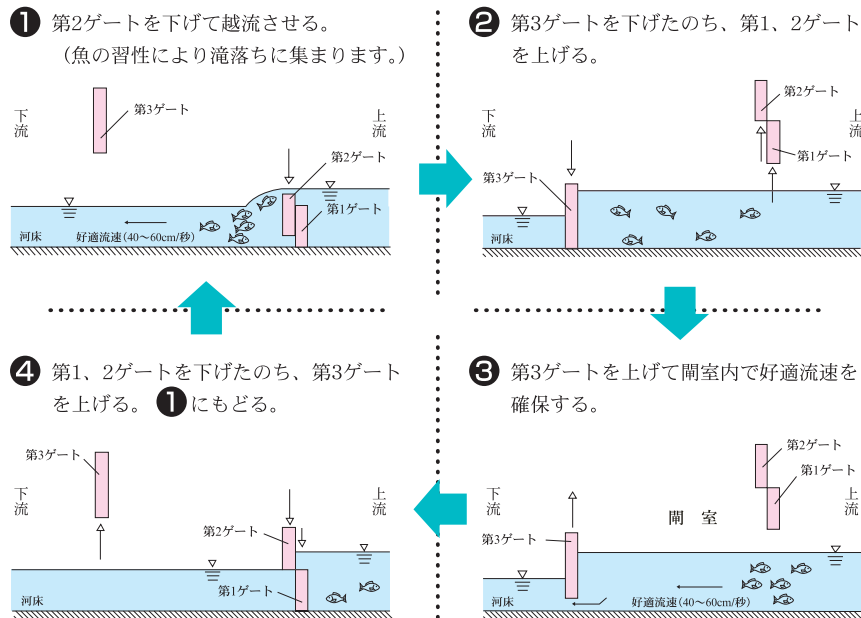 ❶ 第2ゲートを下げて越流させる。
(魚の習性により滝落ちに集まります。)
下流
上流
第3ゲート
第2ゲート
第1ゲート
河床
好適流速(40〜60cm/秒)
❷ 第3ゲートを下げたのち、第1、2ゲート
を上げる。
下流
上流
第2ゲート
第1ゲート
第3ゲート
河床
❸ 第3ゲートを上げて閘室内で好適流速を
確保する。
第2ゲート
第1ゲート
下流
上流
閘 室
第3ゲート
河床
好適流速(40〜60cm/秒)
❹ 第1、2ゲートを下げたのち、第3ゲート
を上げる。❶にもどる。
第3ゲート
下流
上流
第2ゲート
第1ゲート
河床